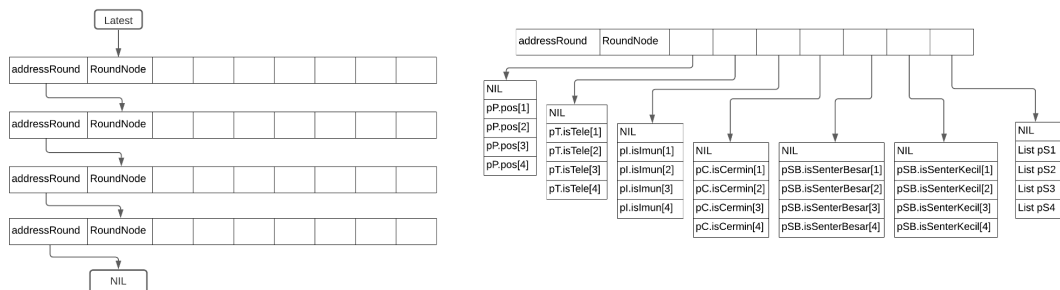 Latest
addressRound RoundNode
addressRound RoundNode
addressRound RoundNode
addressRound RoundNode
NIL
addressRound RoundNode
NIL
pP.pos[1]
pP.pos[2]
pP.pos[3]
pP.pos[4]
NIL
pT.isTele[1]
pT.isTele[2]
pT.isTele[3]
pT.isTele[4]
NIL
pI.isImun[1]
pI.isImun[2]
pI.isImun[3]
pI.isImun[4]
NIL
pC.isCermin[1]
pC.isCermin[2]
pC.isCermin[3]
pC.isCermin[4]
NIL
pSB.isSenterBesar[1]
pSB.isSenterBesar[2]
pSB.isSenterBesar[3]
pSB.isSenterBesar[4]
NIL
pSB.isSenterKecil[1]
pSB.isSenterKecil[2]
pSB.isSenterKecil[3]
pSB.isSenterKecil[4]
NIL
List pS1
List pS2
List pS3
List pS4